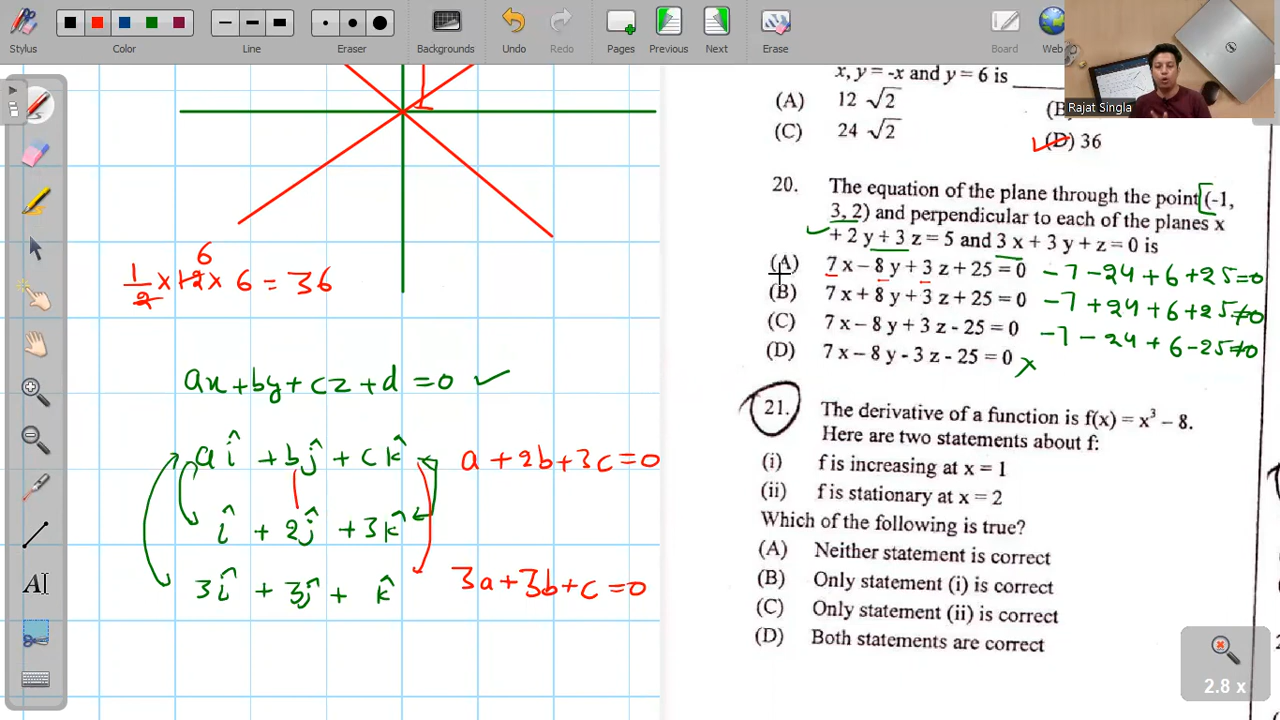 Stylus
Color
Line
Eraser
Backgrounds
Undo
Redo
Pages
Previous
Next
Erase
Board
Web
Rajat Singla
6
1/2 x 12 x 6 = 36
ax + by + cz + d = 0 ✓
a î + b ĵ + c k̂
a + 2b + 3c = 0
î + 2ĵ + 3k̂
3î + 3ĵ + k̂
3a + 3b + c = 0
x, y = -x and y = 6 is
(A) 12 √2
(C) 24 √2
(D) 36
20. The equation of the plane through the point (-1,
3, 2) and perpendicular to each of the planes x
+ 2 y + 3 z = 5 and 3 x + 3 y + z = 0 is
(A) 7 x – 8 y + 3 z + 25 = 0 -7 - 24 + 6 + 25 = 0
(B) 7 x + 8 y + 3 z + 25 = 0 -7 + 24 + 6 + 25 ≠ 0
(C) 7 x – 8 y + 3 z - 25 = 0 -7 - 24 + 6 - 25 ≠ 0
(D) 7 x – 8 y - 3 z - 25 = 0 x
21. The derivative of a function is f(x) = x³ – 8.
Here are two statements about f:
(i) f is increasing at x = 1
(ii) f is stationary at x = 2
Which of the following is true?
(A) Neither statement is correct
(B) Only statement (i) is correct
(C) Only statement (ii) is correct
(D) Both statements are correct
A
2.8 x